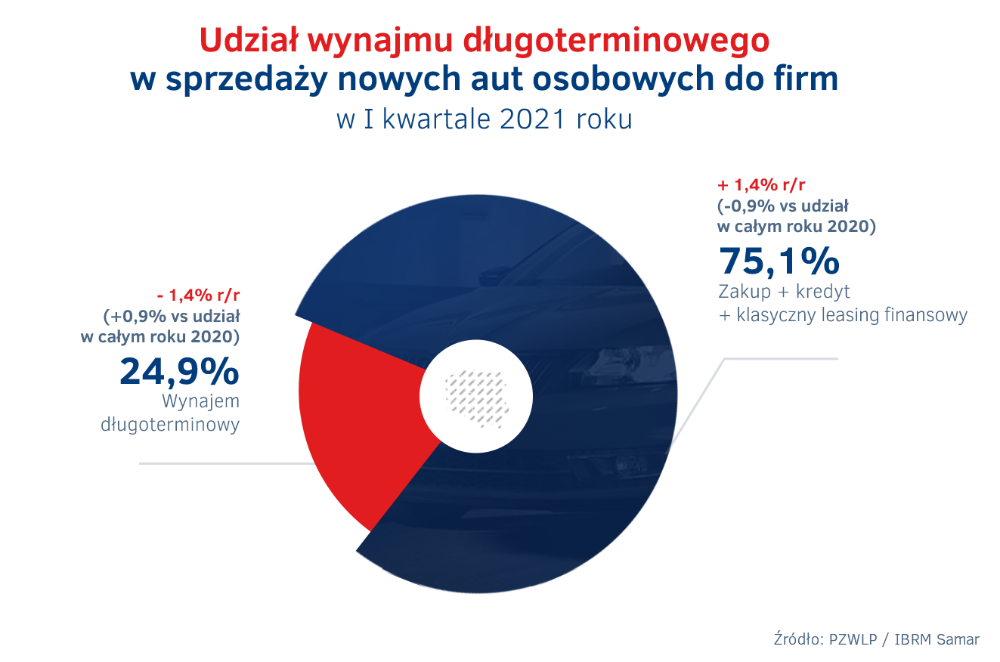 Udział wynajmu długoterminowego
w sprzedaży nowych aut osobowych do firm
w I kwartale 2021 roku
+ 1,4% r/r
(-0,9% vs udział
w całym roku 2020)
75,1%
Zakup + kredyt
+ klasyczny leasing finansowy
- 1,4% r/r
(+0,9% vs udział
w całym roku 2020)
24,9%
Wynajem
długoterminowy
Źródło: PZWLP / IBRM Samar